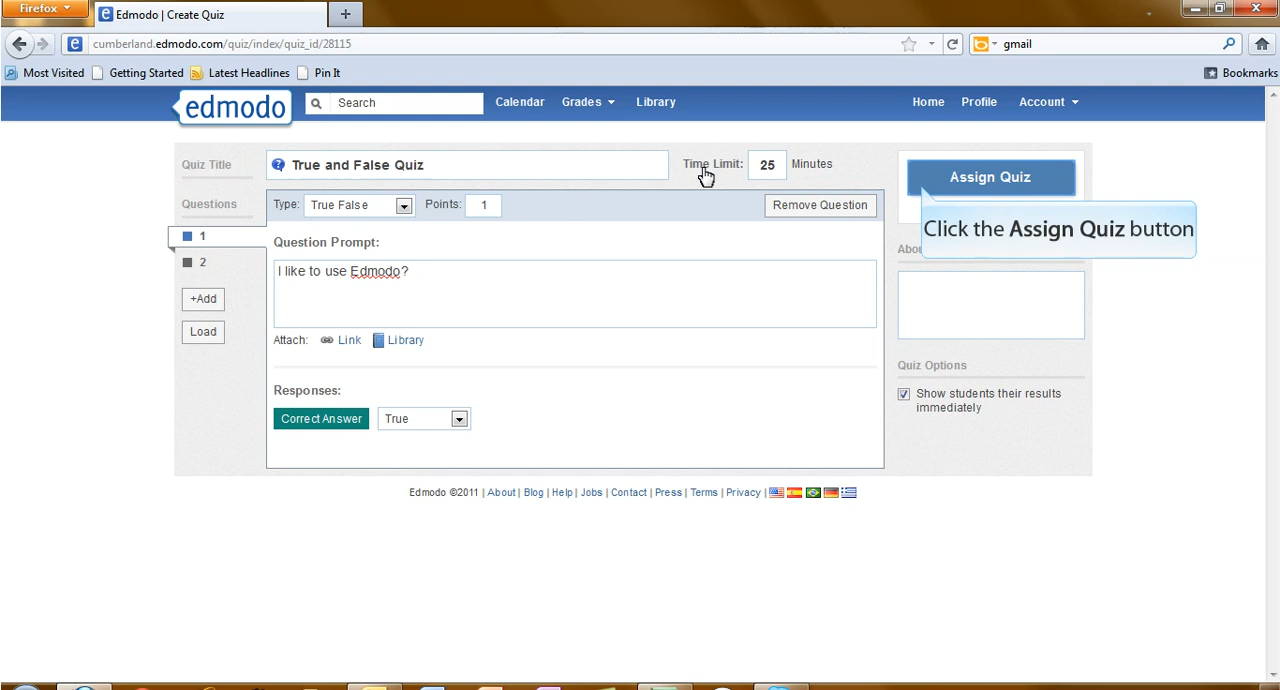 Firefox
Edmodo | Create Quiz
cumberland.edmodo.com/quiz/index/quiz_id/28115
gmail
Most Visited Getting Started Latest Headlines Pin It Bookmarks
edmodo Search Calendar Grades Library Home Profile Account
Quiz Title True and False Quiz Time Limit: 25 Minutes Assign Quiz
Questions Type: True False Points: 1 Remove Question
Click the Assign Quiz button
1 Question Prompt:
Abou
2 I like to use Edmodo?
+Add
Load Attach: Link Library
Quiz Options
Responses: Show students their results
immediately
Correct Answer True
Edmodo ©2011 | About | Blog | Help | Jobs | Contact | Press | Terms | Privacy |